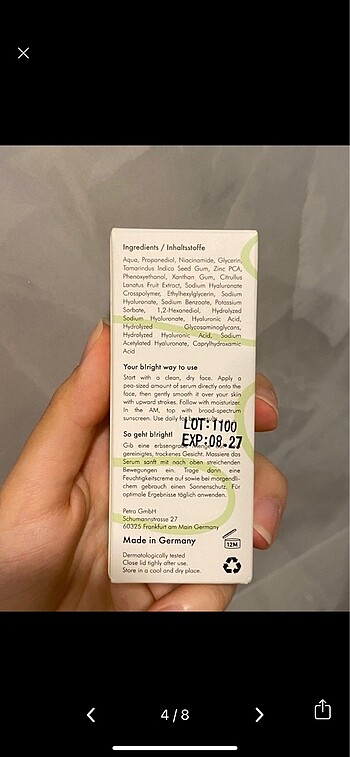 Ingredients / Inhaltsstoffe
Aqua, Propanediol, Niacinamide, Glycerin,
Tamarindus Indica Seed Gum, Zinc PCA,
Phenoxyethanol, Xanthan Gum, Citrullus
Lanatus Fruit Extract, Sodium Hyaluronate
Crosspolymer, Ethylhexylglycerin, Sodium
Hyaluronate, Sodium Benzoate, Potassium
Sorbate, 1,2-Hexanediol, Hydrolyzed
Sodium Hyaluronate, Hyaluronic Acid,
Hydrolyzed Glycosaminoglycans,
Hydrolyzed Hyaluronic Acid, Sodium
Acetylated Hyaluronate, Caprylhydroxamic
Acid
Your b!right way to use
Start with a clean, dry face. Apply a
pea-sized amount of serum directly onto the
face, then gently smooth it over your skin
with upward strokes. Follow with moisturizer.
In the AM, top with broad-spectrum
sunscreen. Use daily for
LOT:1100
So geht b!right!
EXP:08.27
Gib eine erbsengroße
gereinigtes, trockenes Gesicht. Massiere das
Serum sanft mit nach oben streichenden
Bewegungen ein. Trage dann eine
Feuchtigkeitscreme auf sowie bei morgendli-
chem gebrauch einen Sonnenschutz. Für
optimale Ergebnisse täglich anwenden.
Petro GmbH
Schumannstrasse 27
60325 Frankfurt am Main Germany
Made in Germany
12M
Dermatologically tested
Close lid tightly after use.
Store in a cool and dry place.
4/8